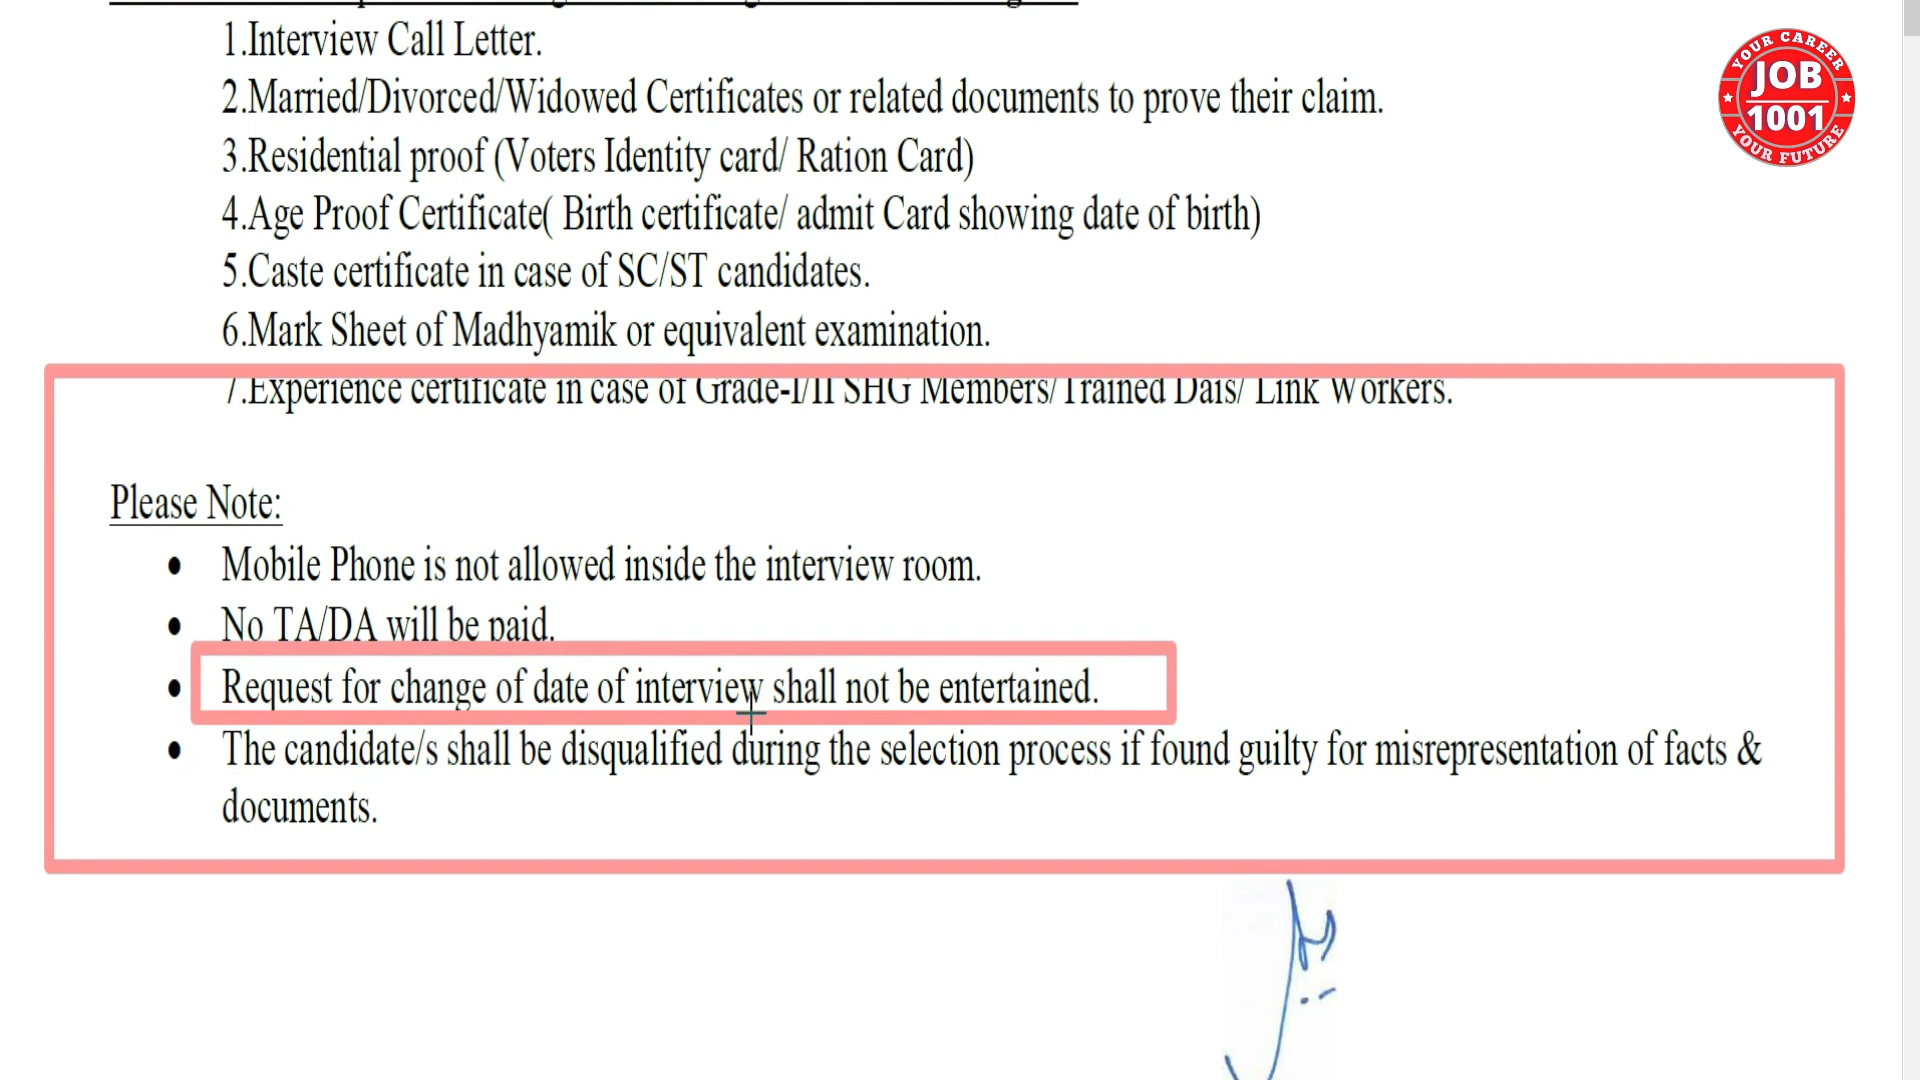 1.Interview Call Letter.
2.Married/Divorced/Widowed Certificates or related documents to prove their claim.
3.Residential proof (Voters Identity card/ Ration Card)
4.Age Proof Certificate( Birth certificate/ admit Card showing date of birth)
5.Caste certificate in case of SC/ST candidates.
6.Mark Sheet of Madhyamik or equivalent examination.
7.Experience certificate in case of Grade-I/II SHG Members/Trained Dais/ Link Workers.
Please Note:
• Mobile Phone is not allowed inside the interview room.
• No TA/DA will be paid.
• Request for change of date of interview shall not be entertained.
• The candidate/s shall be disqualified during the selection process if found guilty for misrepresentation of facts &
documents.
YOUR CAREER
JOB
1001
YOUR FUTURE